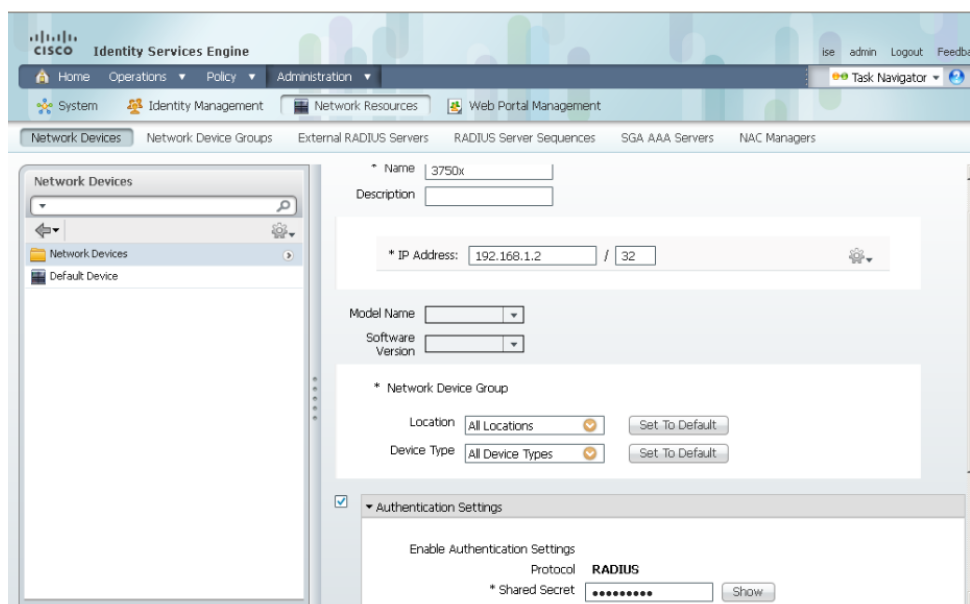 CISCO Identity Services Engine
ise admin Logout Feedba
Home Operations Policy Administration
Task Navigator
System Identity Management Network Resources Web Portal Management
Network Devices Network Device Groups External RADIUS Servers RADIUS Server Sequences SGA AAA Servers NAC Managers
Network Devices
Network Devices
Default Device
* Name 3750x
Description
* IP Address: 192.168.1.2 / 32
Model Name
Software
Version
* Network Device Group
Location All Locations Set To Default
Device Type All Device Types Set To Default
Authentication Settings
Enable Authentication Settings
Protocol RADIUS
* Shared Secret ••••••••• Show